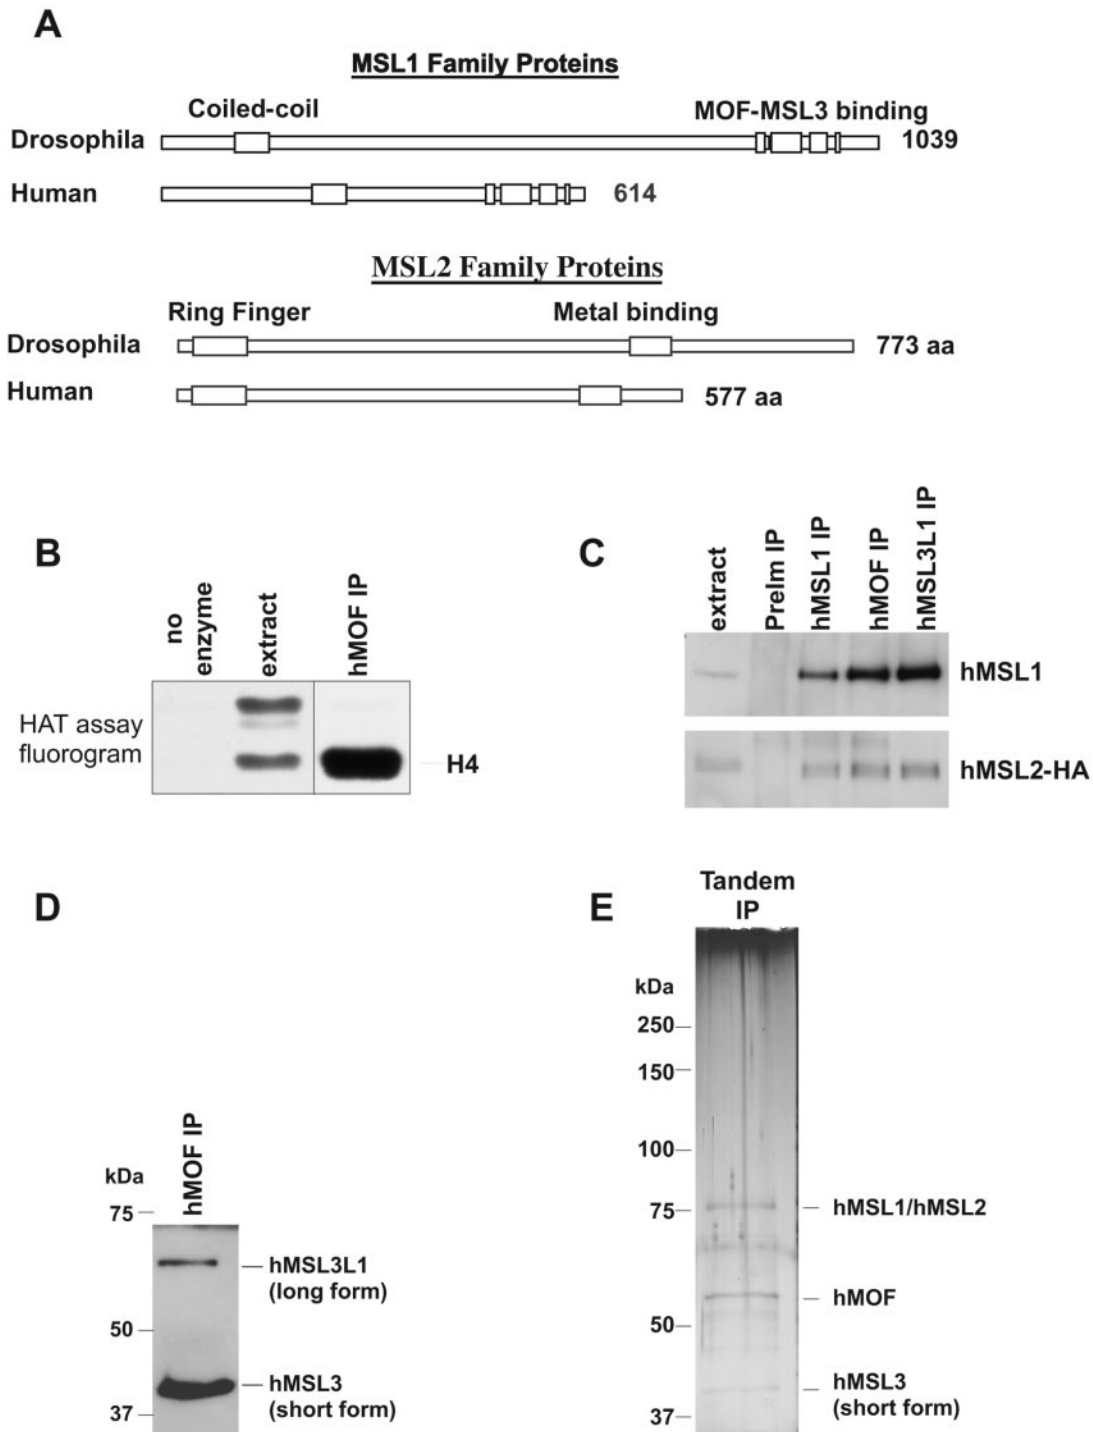 A
MSL1 Family Proteins
Coiled-coil
MOF-MSL3 binding
Drosophila
1039
Human
614
MSL2 Family Proteins
Ring Finger
Metal binding
Drosophila
773 aa
Human
577 aa
B
no
enzyme
extract
hMOF IP
HAT assay
fluorogram
H4
C
extract
PreIm IP
hMSL1 IP
hMOF IP
hMSL3L1 IP
hMSL1
hMSL2-HA
D
hMOF IP
kDa
75
hMSL3L1
(long form)
50
hMSL3
(short form)
37
E
Tandem
IP
kDa
250
150
100
75
hMSL1/hMSL2
hMOF
50
hMSL3
(short form)
37